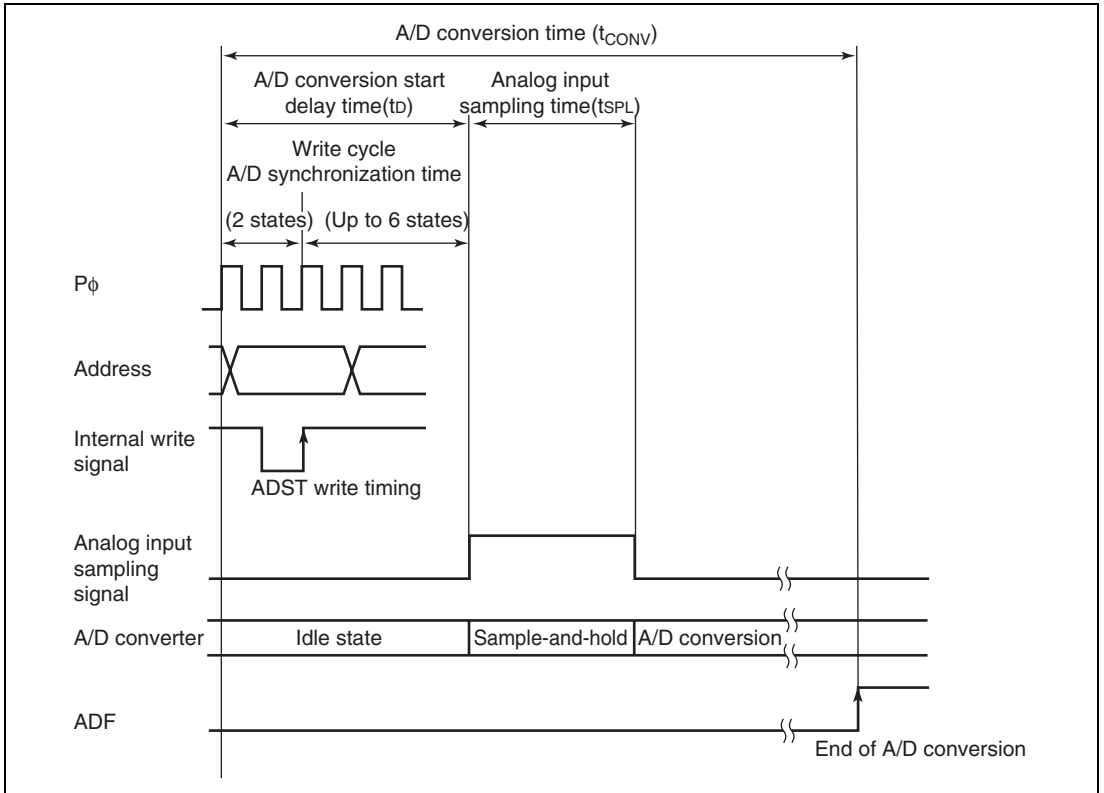 A/D conversion time (tCONV)
A/D conversion start
delay time(tD)
Analog input
sampling time(tSPL)
Write cycle
A/D synchronization time
(2 states) (Up to 6 states)
Pϕ
Address
Internal write
signal
ADST write timing
Analog input
sampling
signal
A/D converter
Idle state
Sample-and-hold
A/D conversion
ADF
End of A/D conversion